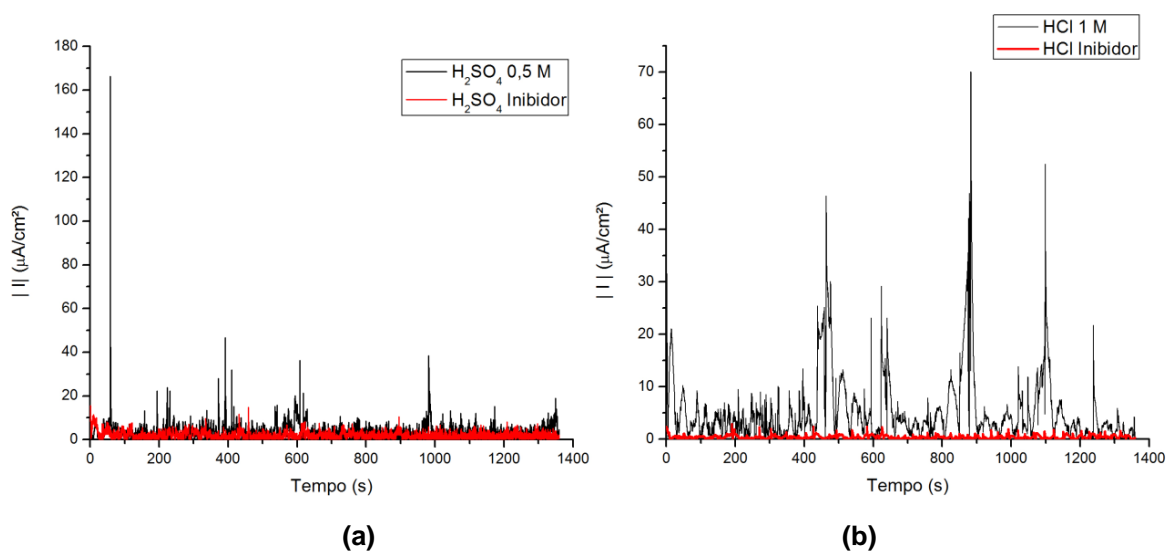 180
160
140
120
100
80
60
40
20
0
| I| (μA/cm²)
H₂SO₄ 0,5 M
H₂SO₄ Inibidor
0 200 400 600 800 1000 1200 1400
Tempo (s)
(a)
HCl 1 M
HCl Inibidor
70
60
50
40
30
20
10
0
| I | (μA/cm²)
0 200 400 600 800 1000 1200 1400
Tempo (s)
(b)